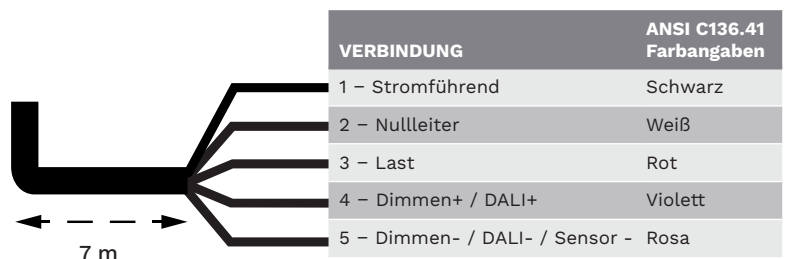 VERBINDUNG ANSI C136.41 Farbangaben
1 – Stromführend Schwarz
2 – Nullleiter Weiß
3 – Last Rot
4 – Dimmen+ / DALI+ Violett
5 – Dimmen- / DALI- / Sensor - Rosa
7 m